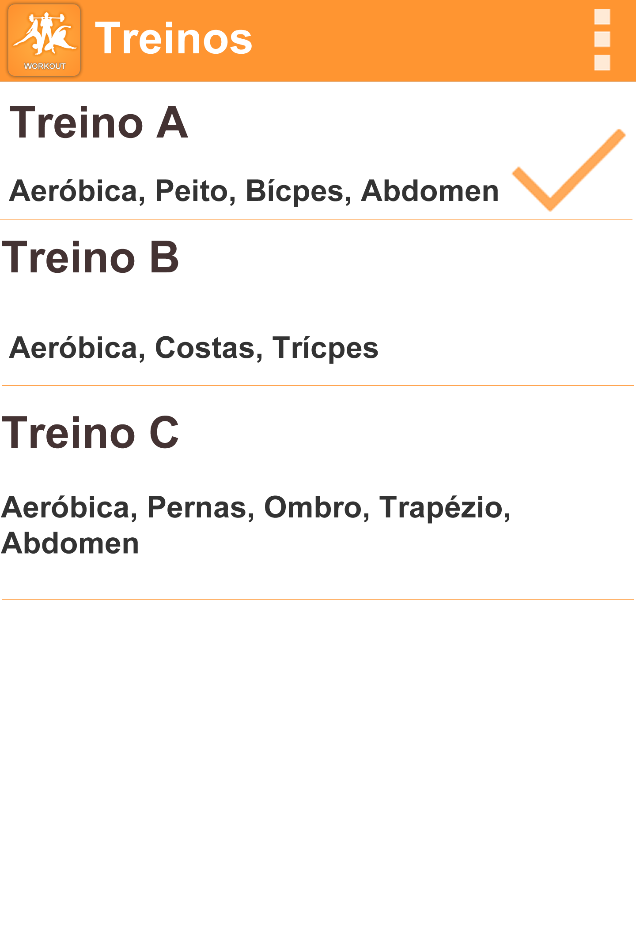 WORKOUT
Treinos
Treino A
Aeróbica, Peito, Bícpes, Abdomen
Treino B
Aeróbica, Costas, Trícpes
Treino C
Aeróbica, Pernas, Ombro, Trapézio,
Abdomen